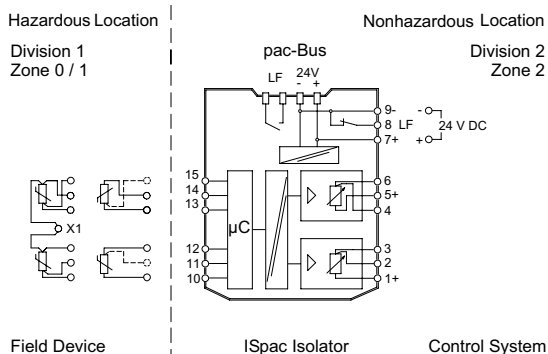 Hazardous Location
Nonhazardous Location
Division 1
Zone 0 / 1
pac-Bus
Division 2
Zone 2
LF
24V
- +
9-
8 LF
7+
-
+
24 V DC
15
14
13
12
11
10
µC
6
5+
4
3
2
1+
X1
Field Device
ISpac Isolator
Control System